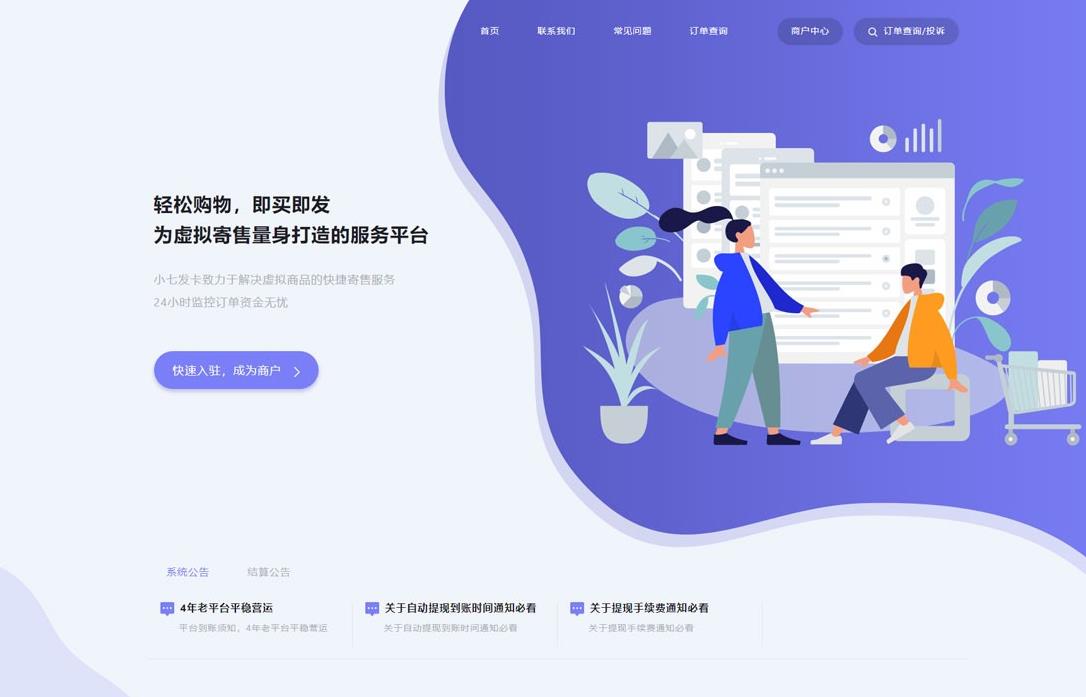 首页
联系我们
常见问题
订单查询
商户中心
订单查询/投诉
轻松购物，即买即发
为虚拟寄售量身打造的服务平台
小七发卡致力于解决虚拟商品的快捷寄售服务
24小时监控订单资金无忧
快速入驻，成为商户
系统公告
结算公告
4年老平台平稳营运
平台到账须知，4年老平台平稳营运
关于自动提现到账时间通知必看
关于自动提现到账时间通知必看
关于提现手续费通知必看
关于提现手续费通知必看